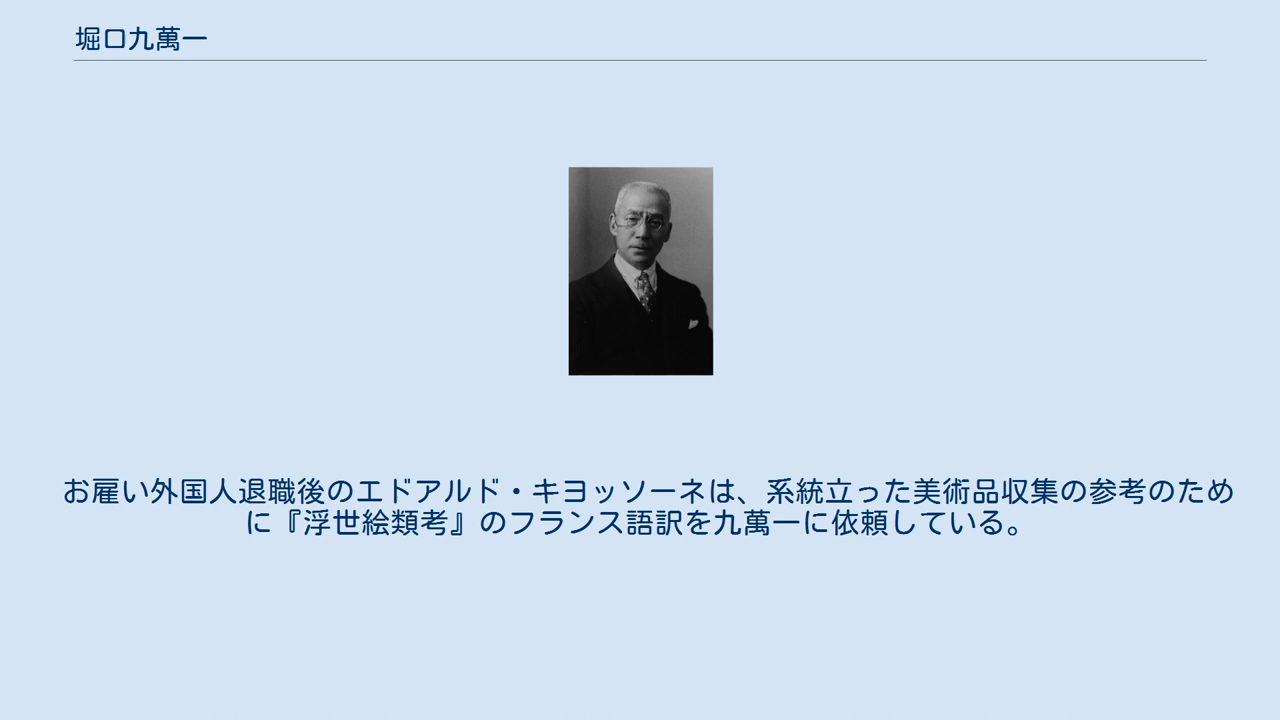 堀口九萬一
お雇い外国人退職後のエドアルド・キヨッソーネは、系統立った美術品収集の参考のため
に『浮世絵類考』のフランス語訳を九萬一に依頼している。